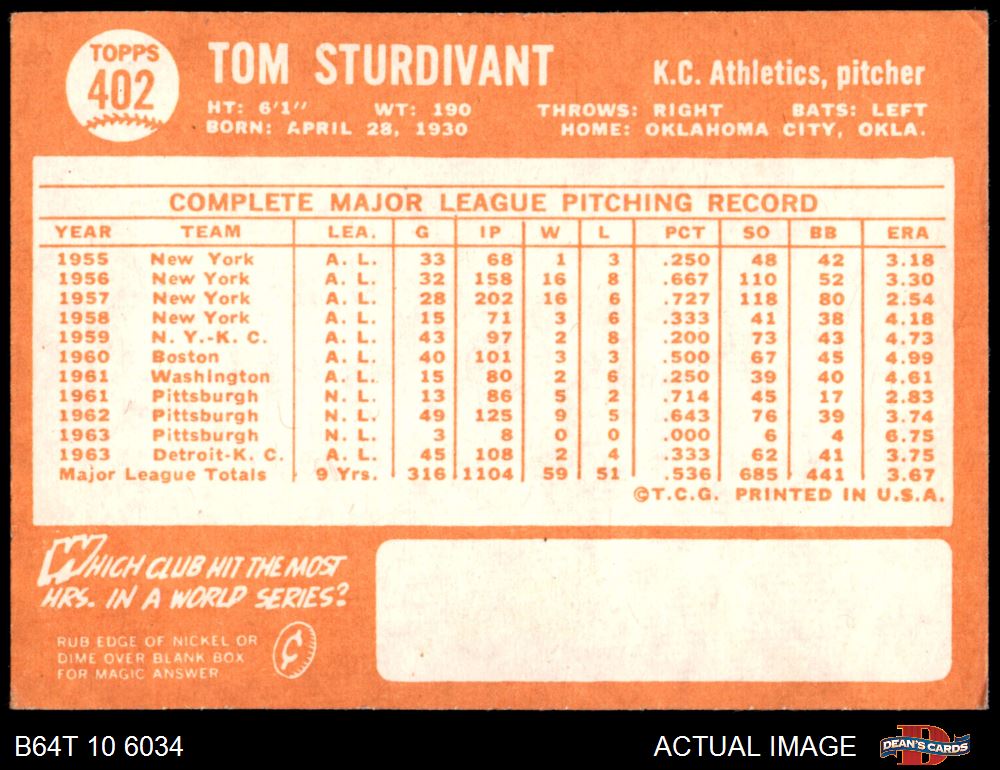 TOPPS
402
TOM STURDIVANT
K.C. Athletics, pitcher
HT: 6'1" WT: 190 THROWS: RIGHT BATS: LEFT
BORN: APRIL 28, 1930 HOME: OKLAHOMA CITY, OKLA.
COMPLETE MAJOR LEAGUE PITCHING RECORD
YEAR TEAM LEA. G IP W L PCT SO BB ERA
1955 New York A. L. 33 68 1 3 .250 48 42 3.18
1956 New York A. L. 32 158 16 8 .667 110 52 3.30
1957 New York A. L. 28 202 16 6 .727 118 80 2.54
1958 New York A. L. 15 71 3 6 .333 41 38 4.18
1959 N. Y.-K. C. A. L. 43 97 2 8 .200 73 43 4.73
1960 Boston A. L. 40 101 3 3 .500 67 45 4.99
1961 Washington A. L. 15 80 2 6 .250 39 40 4.61
1961 Pittsburgh N. L. 13 86 5 2 .714 45 17 2.83
1962 Pittsburgh N. L. 49 125 9 5 .643 76 39 3.74
1963 Pittsburgh N. L. 3 8 0 0 .000 6 4 6.75
1963 Detroit-K. C. A. L. 45 108 2 4 .333 62 41 3.75
Major League Totals 9 Yrs. 316 1104 59 51 .536 685 441 3.67
©T.C.G. PRINTED IN U.S.A.
WHICH CLUB HIT THE MOST
HRS. IN A WORLD SERIES?
RUB EDGE OF NICKEL OR
DIME OVER BLANK BOX
FOR MAGIC ANSWER
¢
B64T 10 6034
ACTUAL IMAGE
D
DEAN'S CARDS